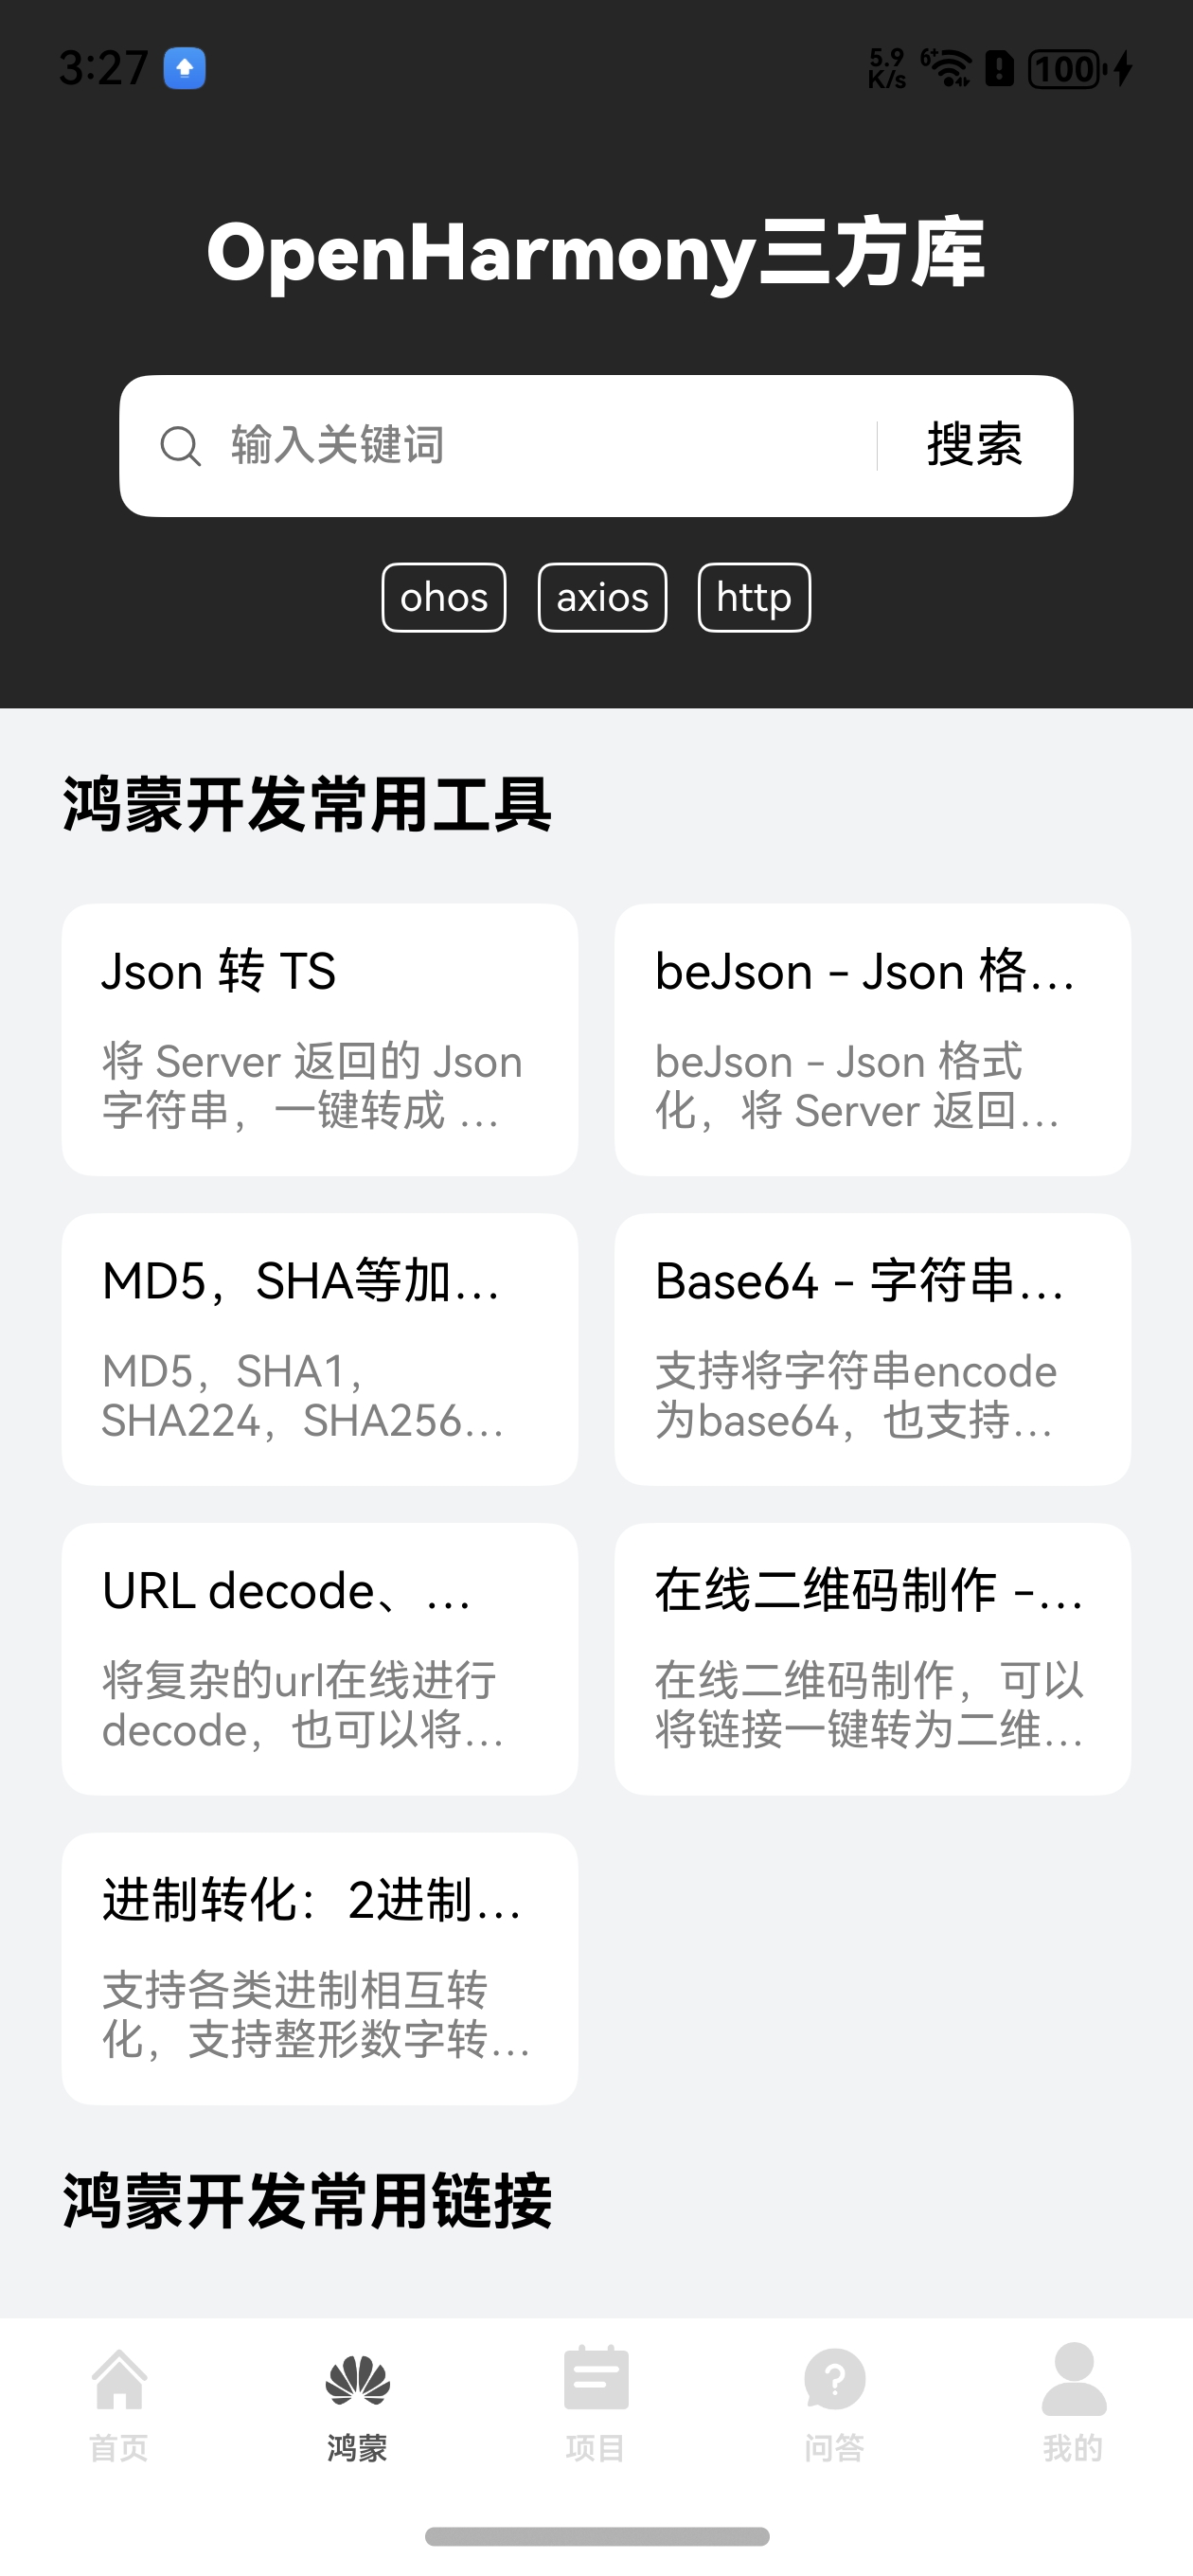 3:27
5.9
K/s
6+
100
OpenHarmony三方库
输入关键词
搜索
ohos
axios
http
鸿蒙开发常用工具
Json 转 TS
将 Server 返回的 Json
字符串，一键转成 ...
beJson - Json 格...
beJson - Json 格式
化，将 Server 返回...
MD5，SHA等加...
MD5，SHA1，
SHA224，SHA256...
Base64 - 字符串...
支持将字符串encode
为base64，也支持...
URL decode、...
将复杂的url在线进行
decode，也可以将...
在线二维码制作 -...
在线二维码制作，可以
将链接一键转为二维...
进制转化：2进制...
支持各类进制相互转
化，支持整形数字转...
鸿蒙开发常用链接
首页
鸿蒙
项目
问答
我的